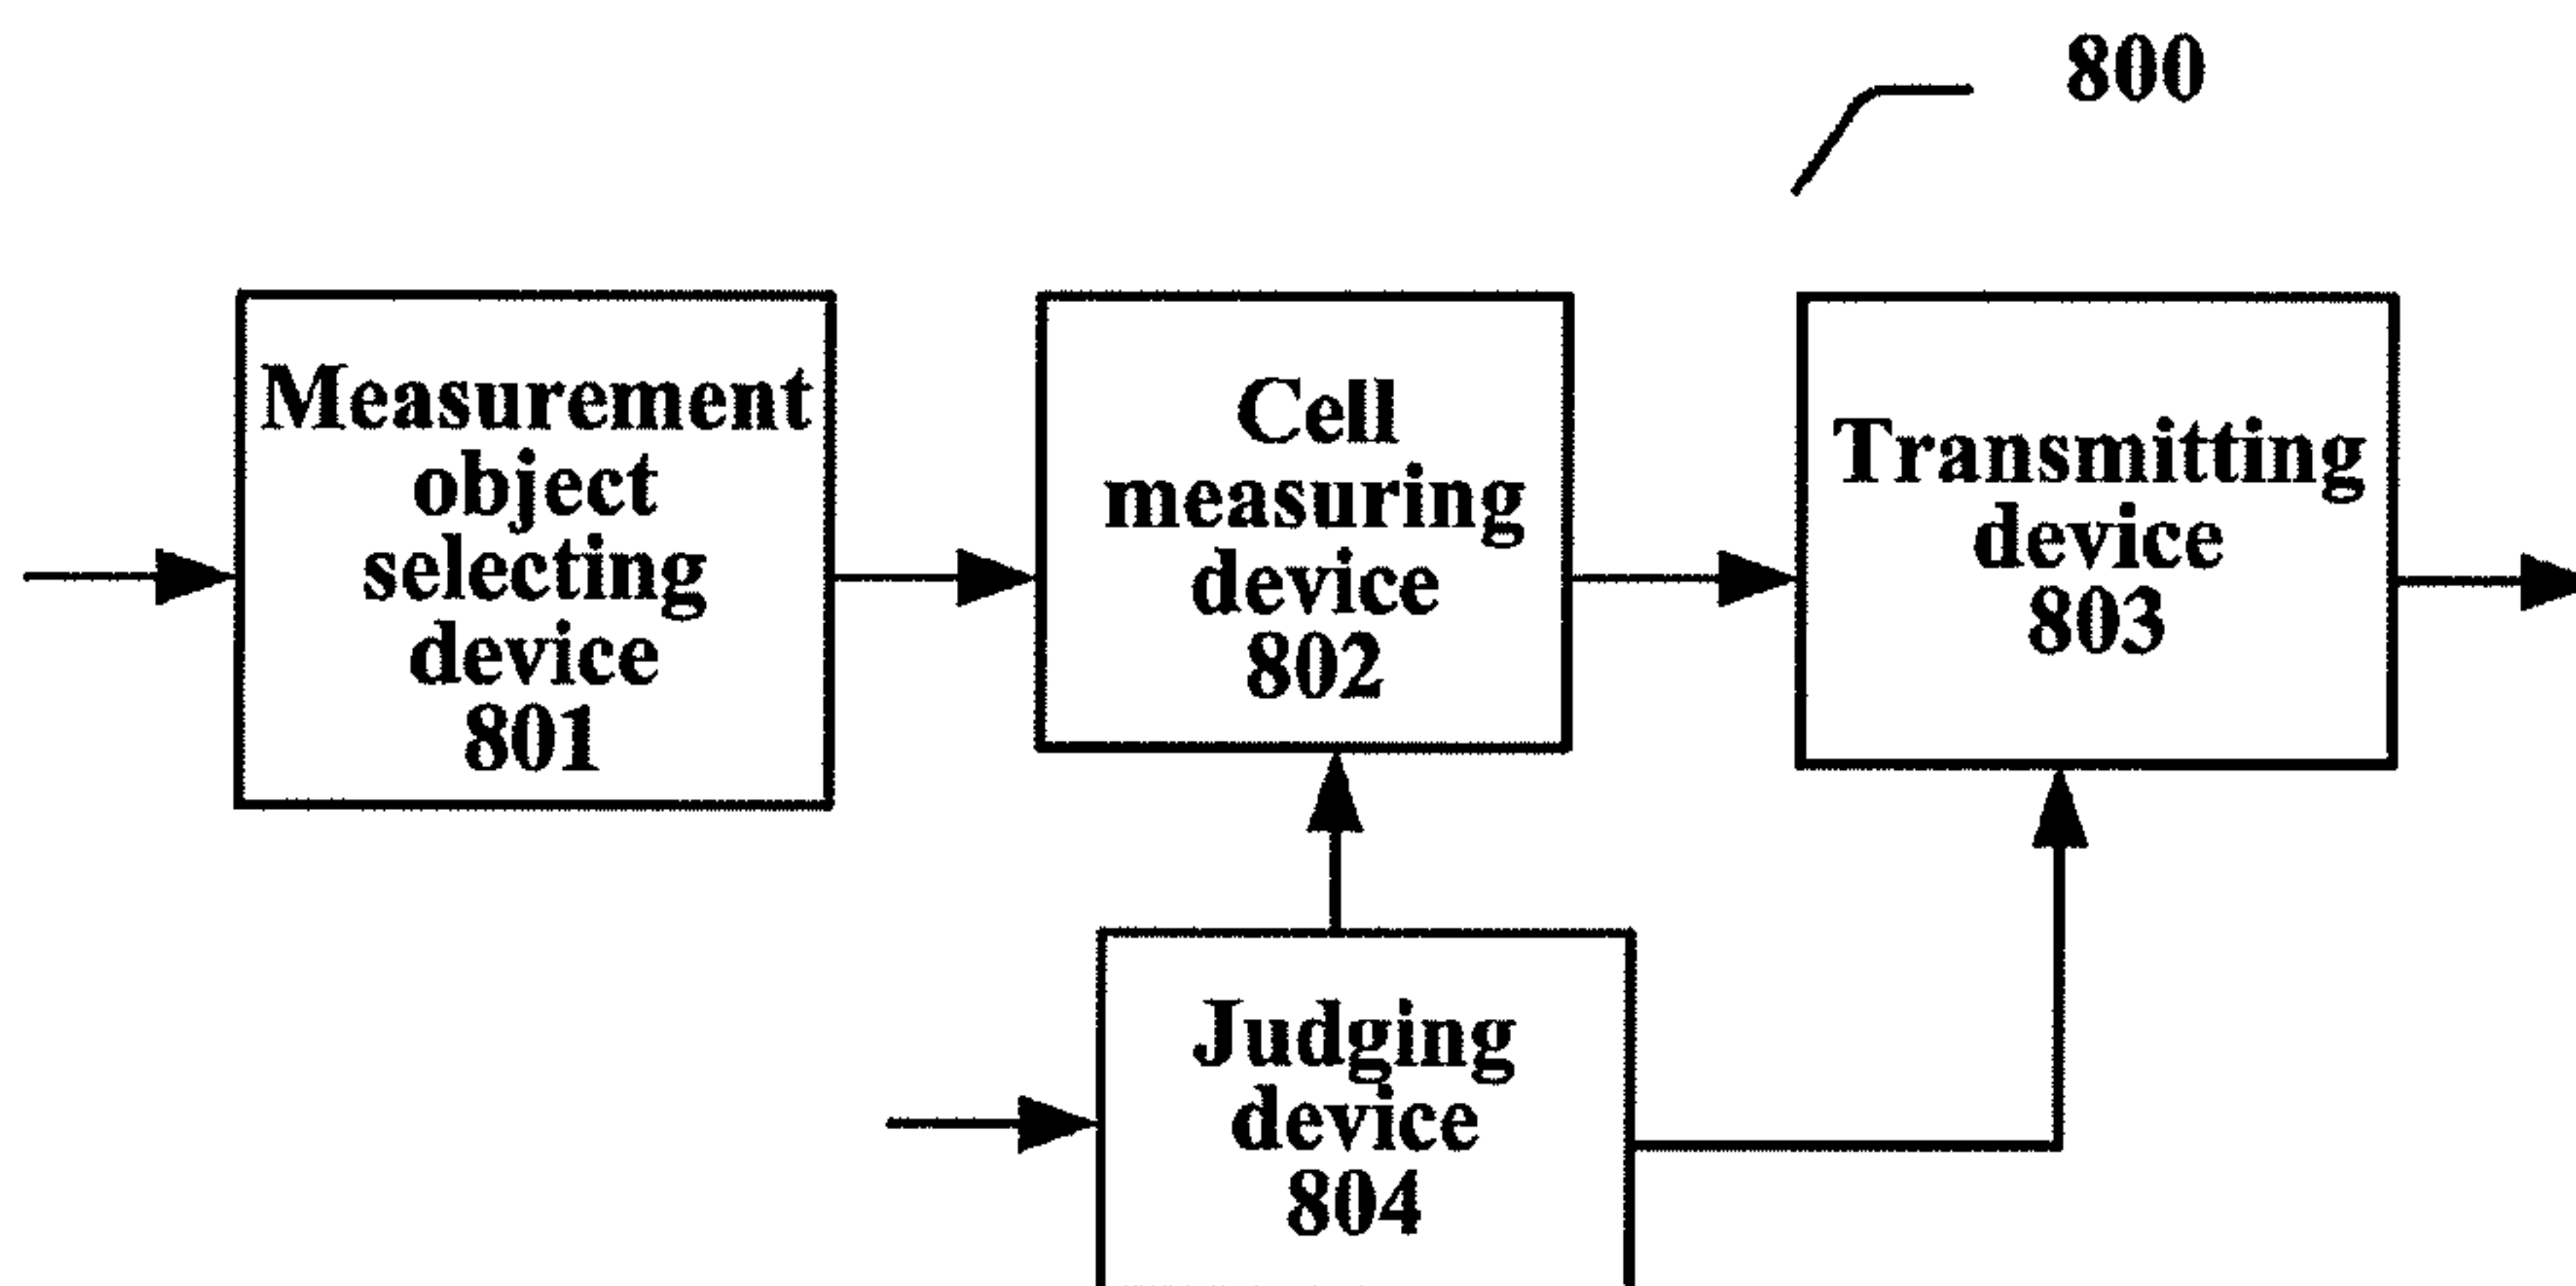 800
Measurement
object
selecting
device
801
Cell
measuring
device
802
Transmitting
device
803
Judging
device
804